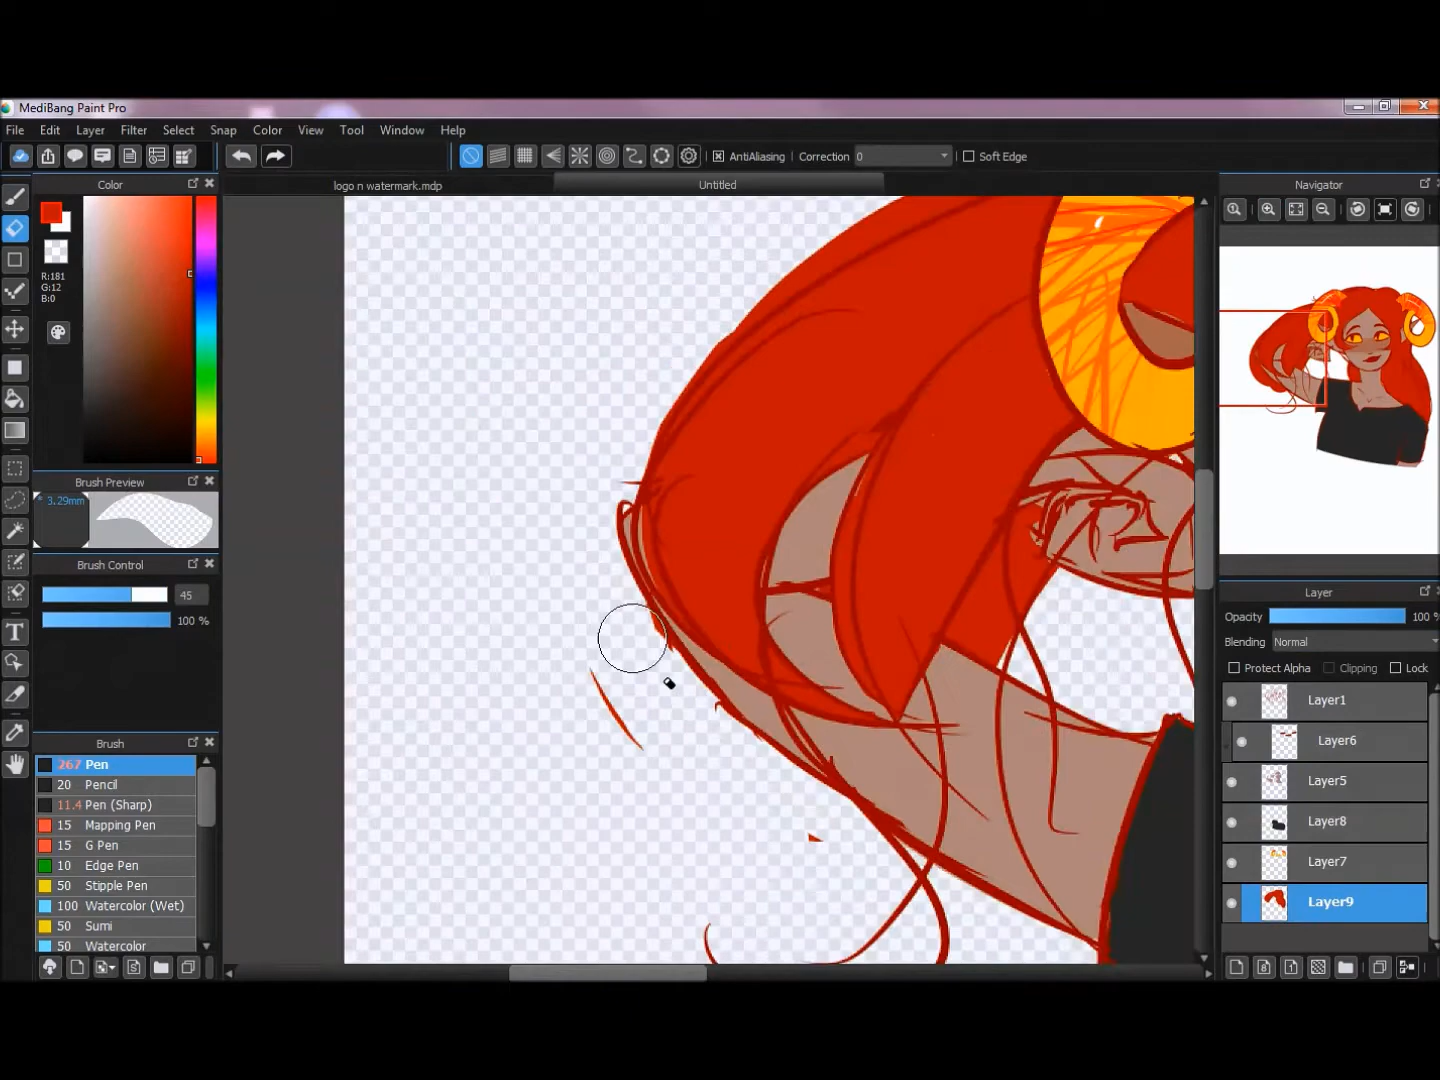 MediBang Paint Pro
File Edit Layer Filter Select Snap Color View Tool Window Help
AntiAliasing Correction 0 Soft Edge
Color
logo n watermark.mdp
Untitled
Navigator
R:181
G:12
B:0
Brush Preview
* 3.29mm
Brush Control
45
100 %
Brush
267 Pen
20 Pencil
11.4 Pen (Sharp)
15 Mapping Pen
15 G Pen
10 Edge Pen
50 Stipple Pen
100 Watercolor (Wet)
50 Sumi
50 Watercolor
Layer
Opacity 100 %
Blending Normal
Protect Alpha Clipping Lock
Layer1
Layer6
Layer5
Layer8
Layer7
Layer9